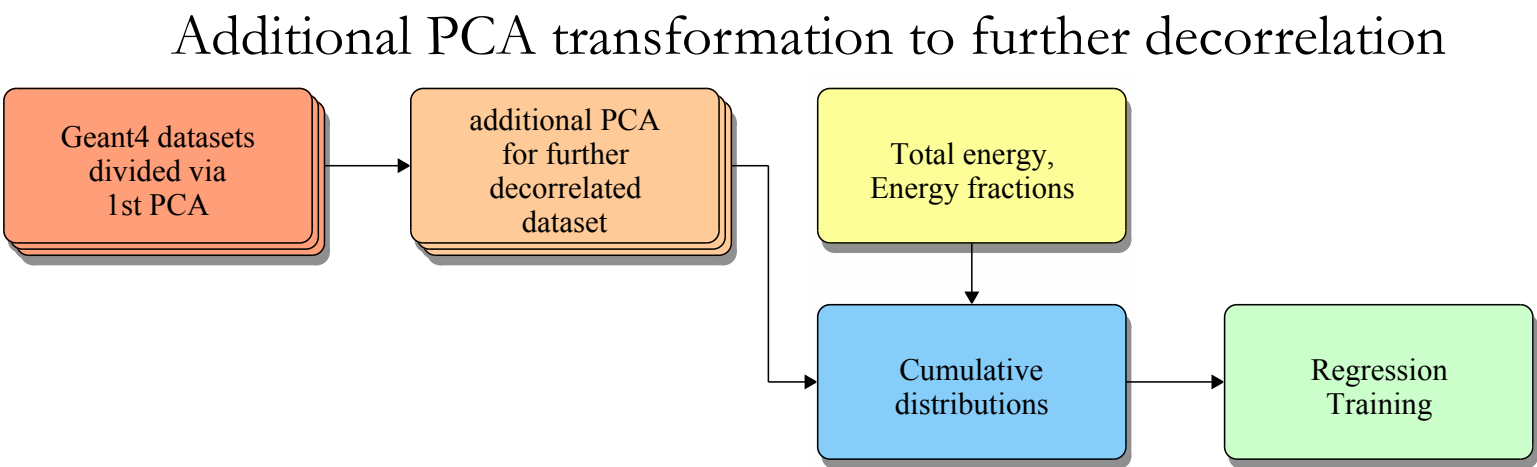 Additional PCA transformation to further decorrelation
Geant4 datasets
divided via
1st PCA
additional PCA
for further
decorrelated
dataset
Total energy,
Energy fractions
Cumulative
distributions
Regression
Training